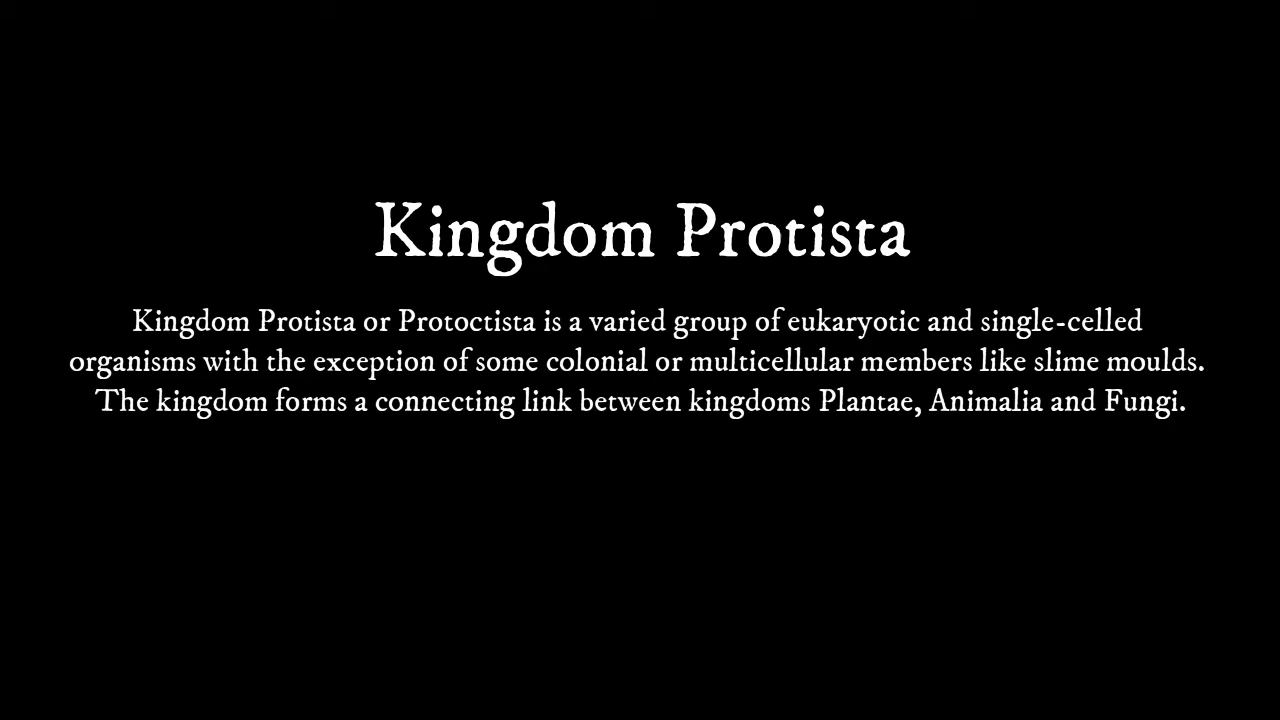 Kingdom Protista
Kingdom Protista or Protoctista is a varied group of eukaryotic and single-celled
organisms with the exception of some colonial or multicellular members like slime moulds.
The kingdom forms a connecting link between kingdoms Plantae, Animalia and Fungi.